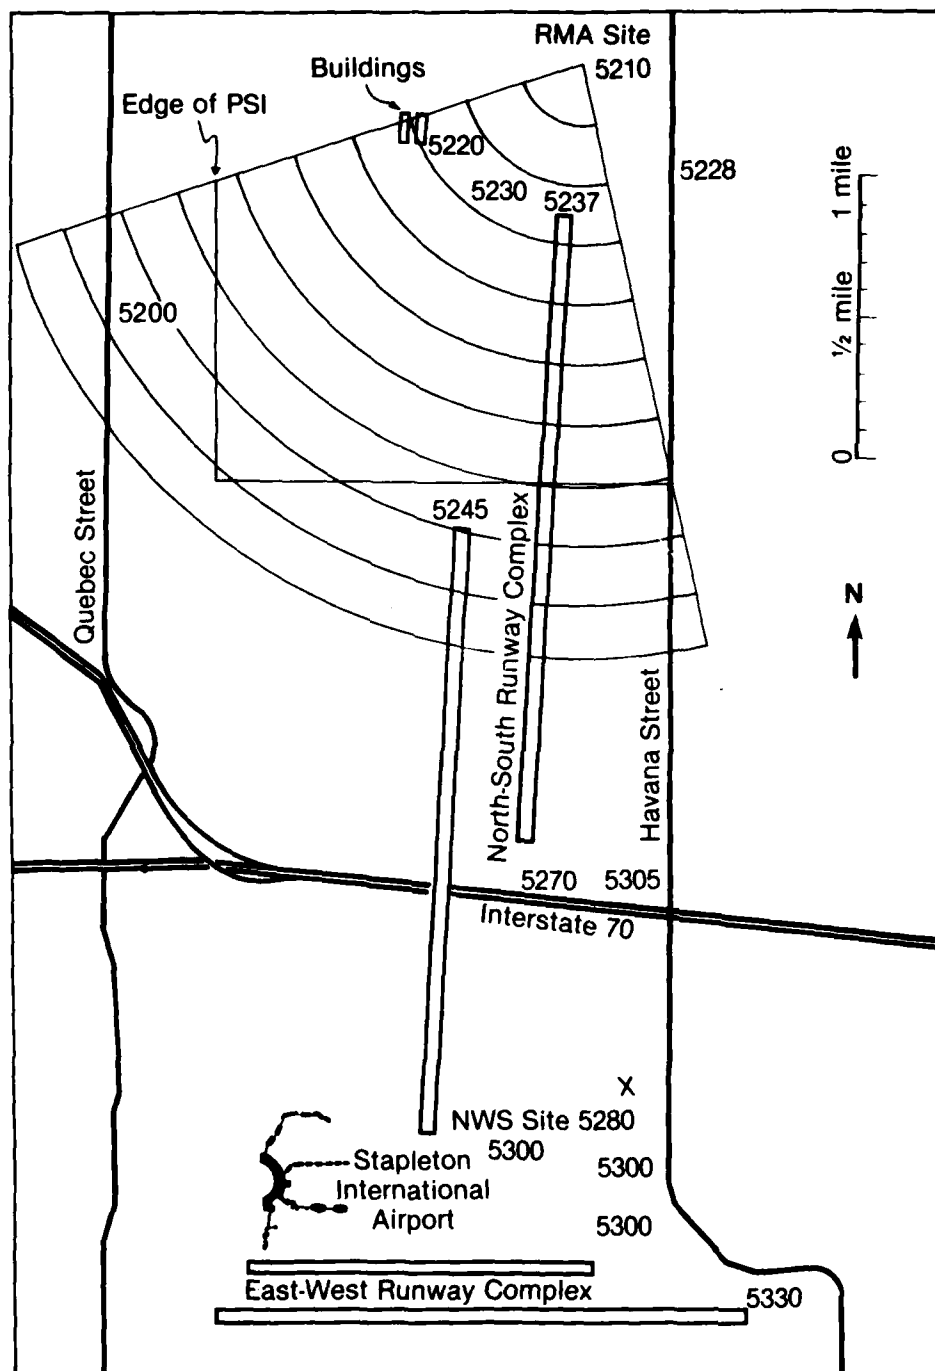 RMA Site
5210
Buildings
Edge of PSI
5220
5228
5230
5237
1 mile
½ mile
0
5200
5245
Quebec Street
North-South Runway Complex
N
Havana Street
5270
5305
Interstate 70
X
NWS Site 5280
5300
5300
Stapleton
International
Airport
5300
East-West Runway Complex
5330